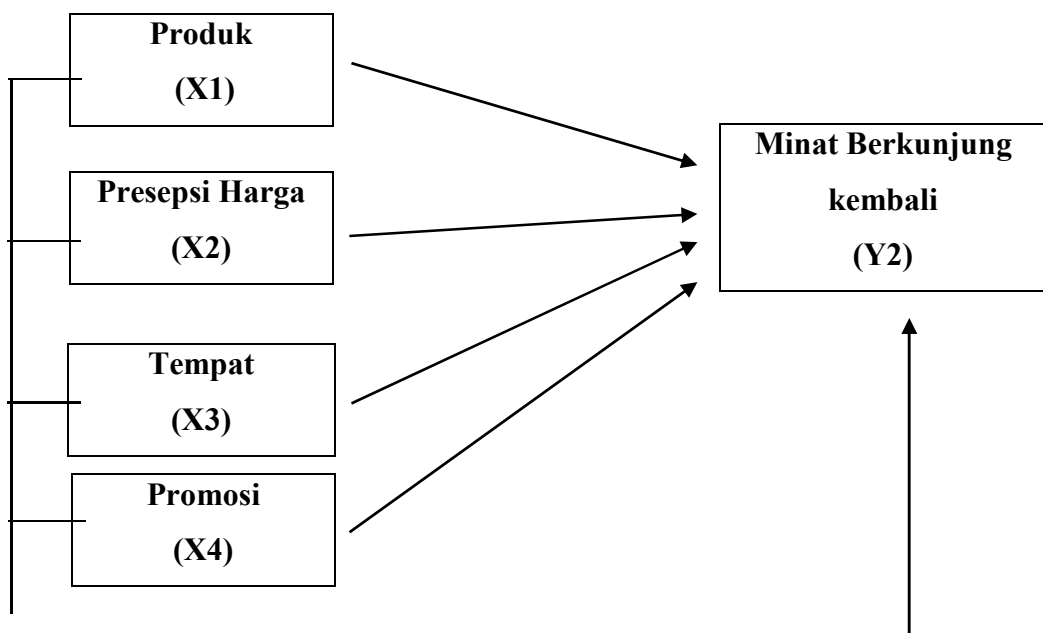 Produk
(X1)
Presepsi Harga
(X2)
Tempat
(X3)
Promosi
(X4)
Minat Berkunjung
kembali
(Y2)